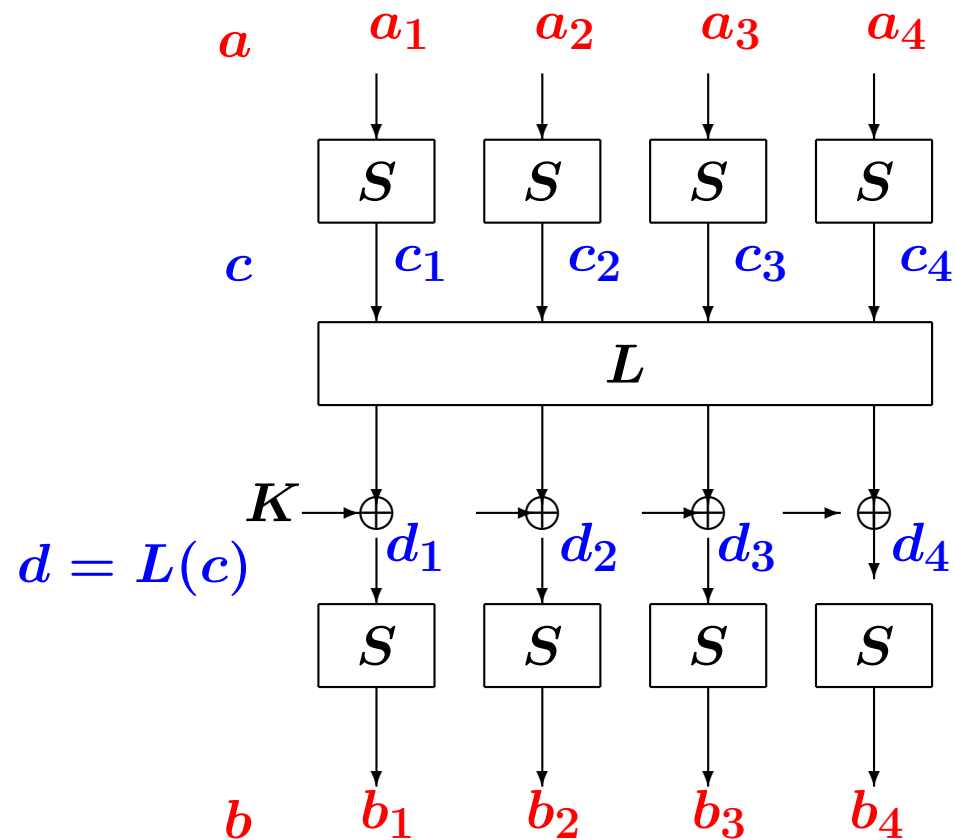 a a₁ a₂ a₃ a₄
S S S S
c c₁ c₂ c₃ c₄
L
K
d = L(c) d₁ d₂ d₃ d₄
S S S S
b b₁ b₂ b₃ b₄